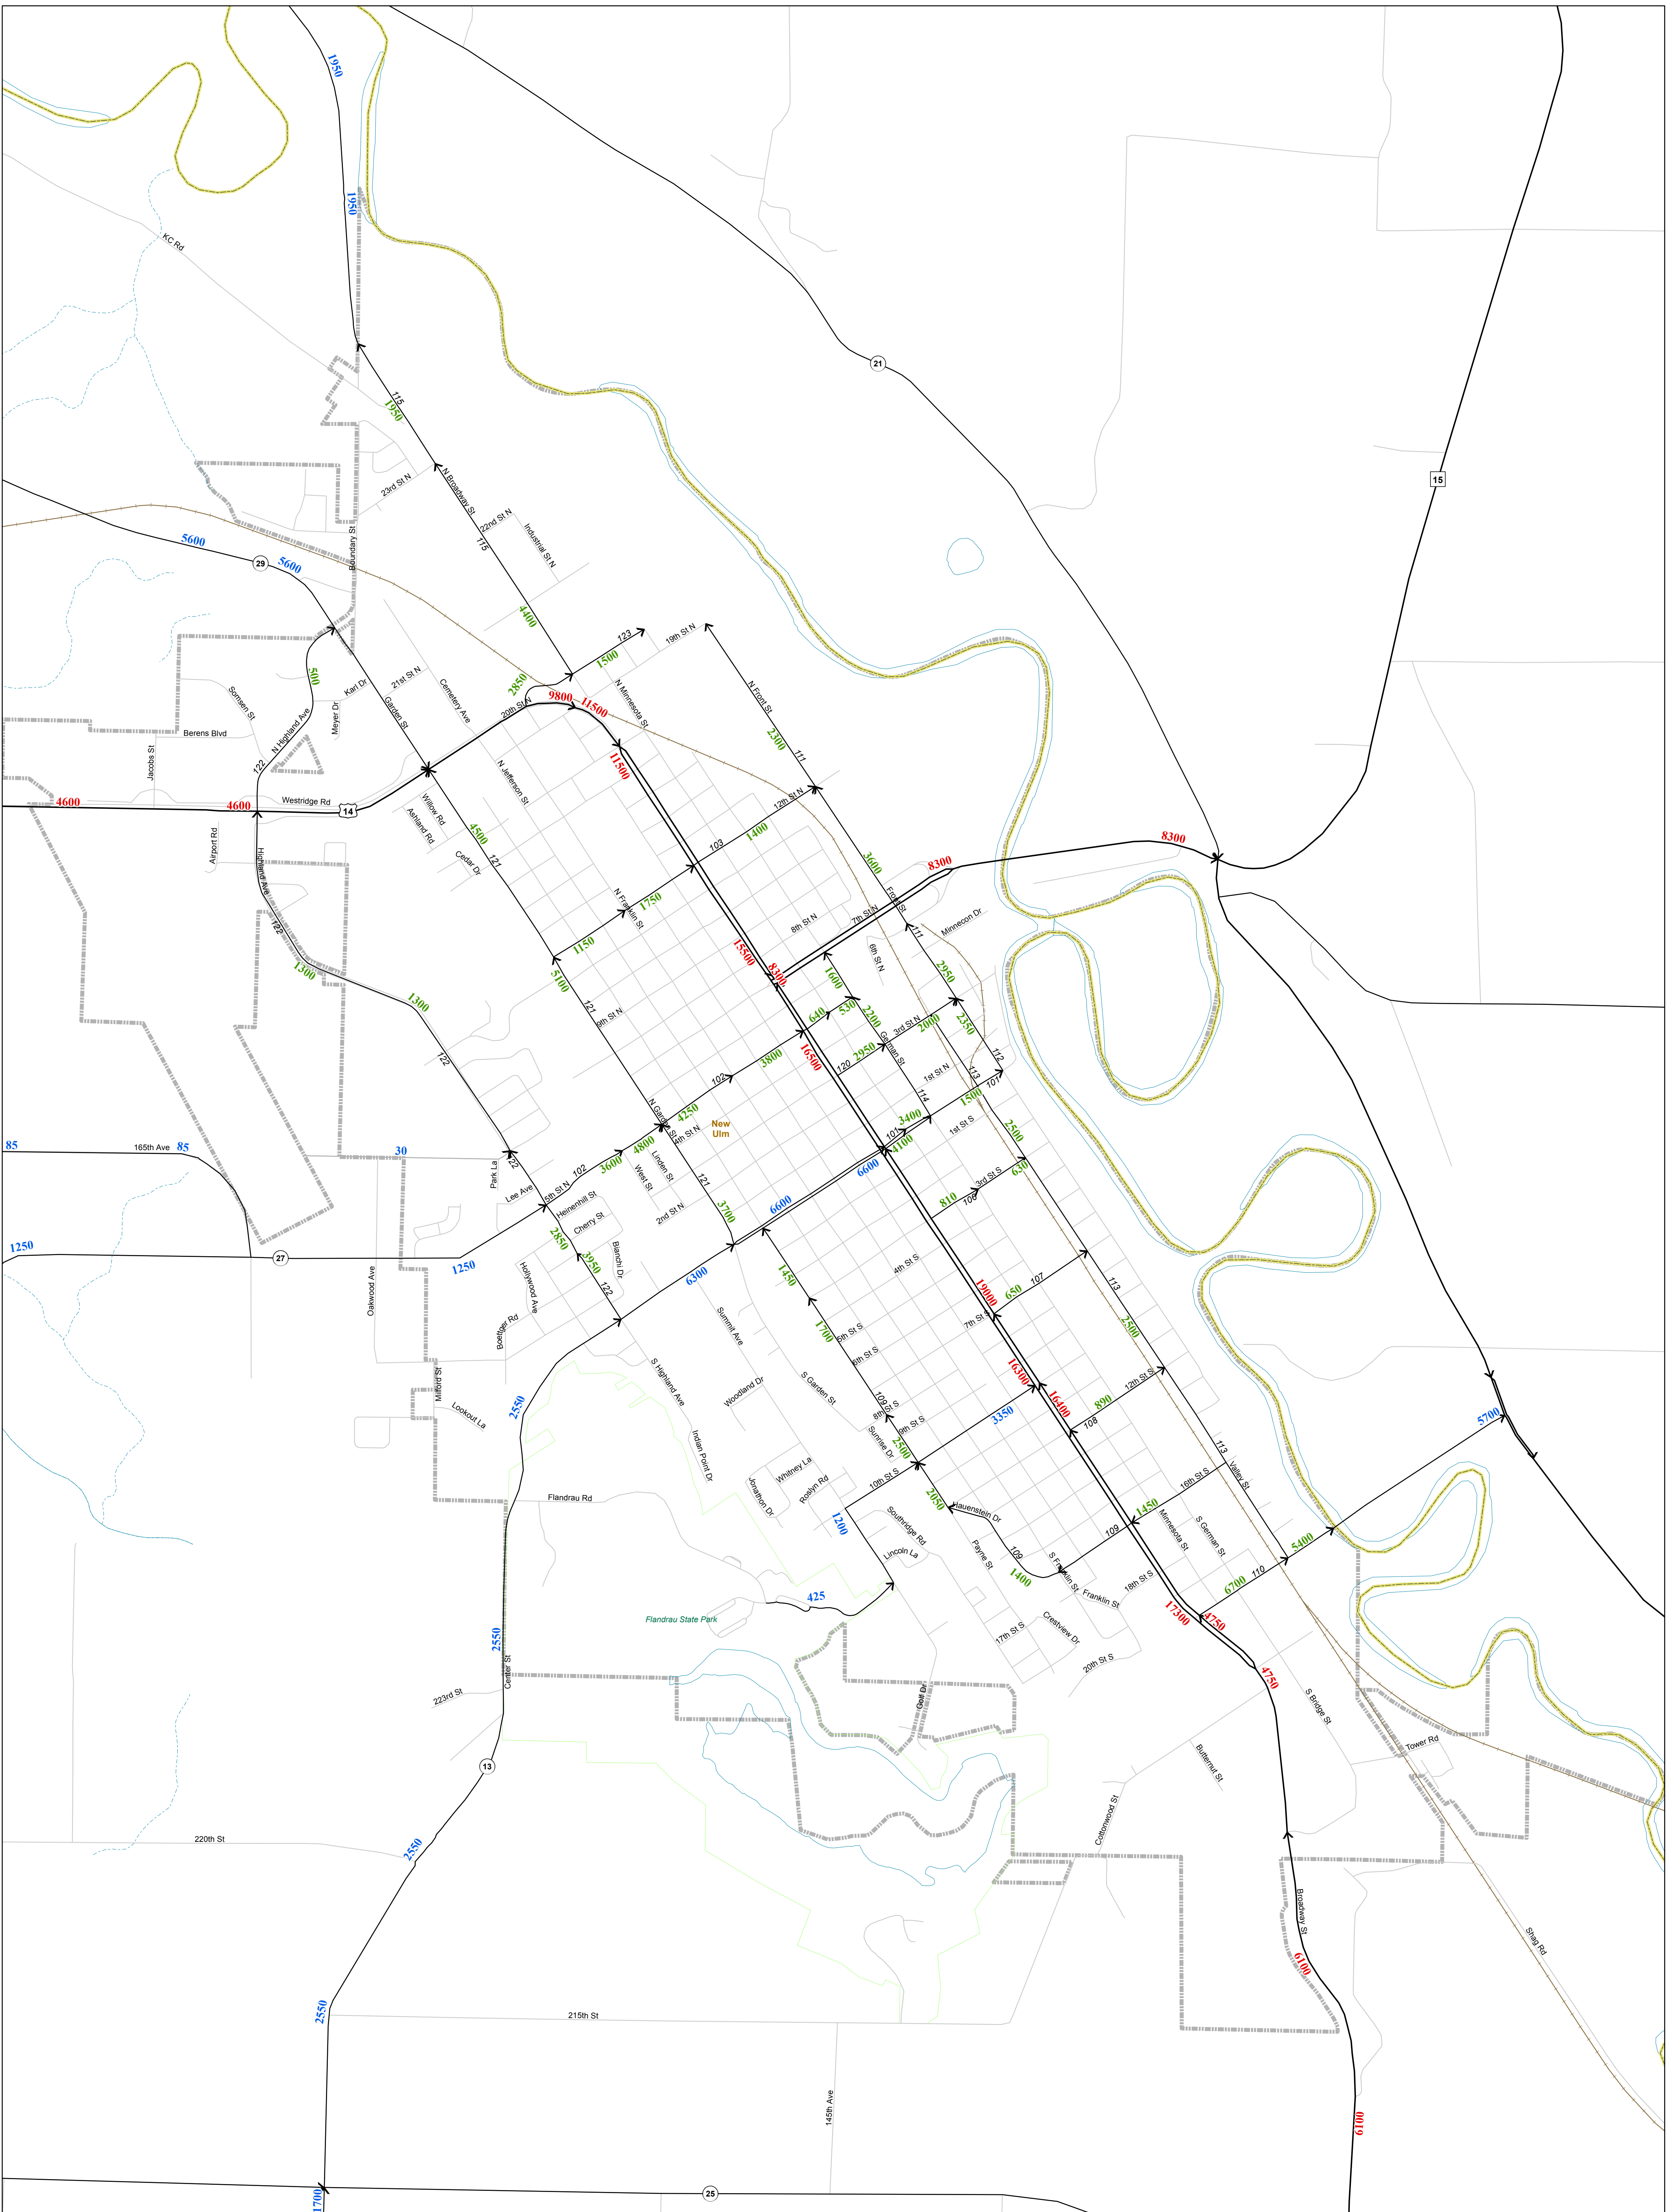 1950
1950
KC Rd
21
115
1950
15
N Broadway St
23rd St N
22nd St N
115
Industrial St N
5600
29
5600
Boundary St
4400
123
19th St N
1500
500
Karl Dr
21st St N
2850
9800
11500
N Minnesota St
N Front St
Somsen St
N Highland Ave
Meyer Dr
Garden St
Cemetery Ave
20th St N
2300
111
Berens Blvd
Jacobs St
122
11500
N Jefferson St
4600
4600
Westridge Rd
14
12th St N
1400
103
Willow Rd
Ashland Rd
Airport Rd
4500
121
Cedar Dr
8300
8300
3600
Highland Ave
N Franklin St
1750
Front St
7th St N
8th St N
122
111
Minnecon Dr
1150
15500
6th St N
1300
1300
5100
8300
1600
2950
121
9th St N
640
530
2200
3rd St N
2000
2350
German St
16500
3800
120
2950
112
122
102
113
1st St N
107
114
4250
N Garden St
New
Ulm
4th St N
3400
1500
101
1st St S
2500
85
165th Ave
85
30
4800
4100
122
3600
102
Linden St
121
6600
3rd St S
630
Park La
West St
Lee Ave
5th St N
810
106
Heinenhill St
2nd St N
6600
3700
Cherry St
1250
27
1250
2850
3950
Bianchi Dr
122
6300
1450
4th St S
113
Oakwood Ave
Hollywood Ave
19000
650
107
Boettger Rd
Summit Ave
1700
5th St S
7th St S
2500
6th St S
Milford St
S Highland Ave
Woodland Dr
S Garden St
16300
12th St S
890
16400
108
Lookout La
2550
109
8th St S
9th St S
3350
5700
Sunrise Dr
Indian Point Dr
2500
113
Valley St
Whitney La
Jonathon Dr
Roslyn Rd
10th St S
16th St S
Flandrau Rd
2050
Hauenstein Dr
1450
Minnesota St
S German St
1200
Southridge Rd
109
Lincoln La
Payne St
109
S Franklin St
5400
1400
18th St S
Franklin St
6700
110
425
Flandrau State Park
17300
4750
2550
17th St S
Crestview Dr
20th St S
4750
Center St
223rd St
Golf Dr
S Bridge St
Tower Rd
13
Butternut St
Cottonwood St
220th St
2550
Broadway St
6100
Shag Rd
2550
215th St
145th Ave
6100
1700
25